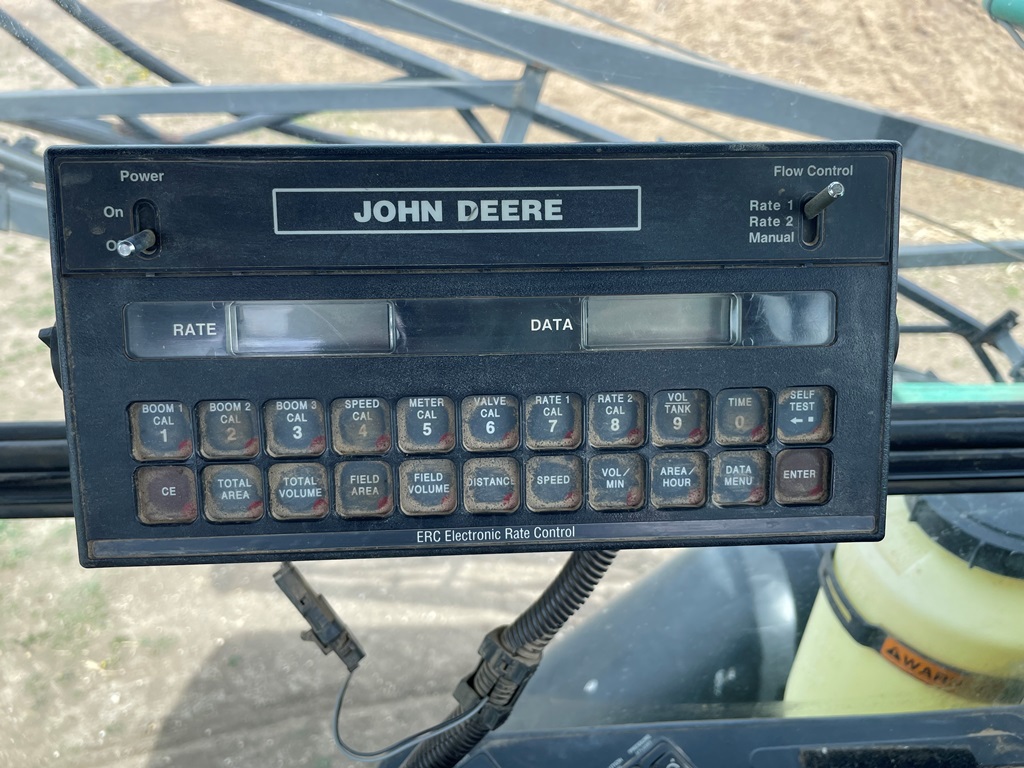 Power
Flow Control
On
JOHN DEERE
Rate 1
Rate 2
Manual
RATE
DATA
BOOM 1 CAL 1
BOOM 2 CAL 2
BOOM 3 CAL 3
SPEED CAL 4
METER CAL 5
VALVE CAL 6
RATE 1 CAL 7
RATE 2 CAL 8
VOL TANK 9
TIME 0
SELF TEST ←
CE
TOTAL AREA
TOTAL VOLUME
FIELD AREA
FIELD VOLUME
DISTANCE
SPEED
VOL/ MIN
AREA/ HOUR
DATA MENU
ENTER
ERC Electronic Rate Control